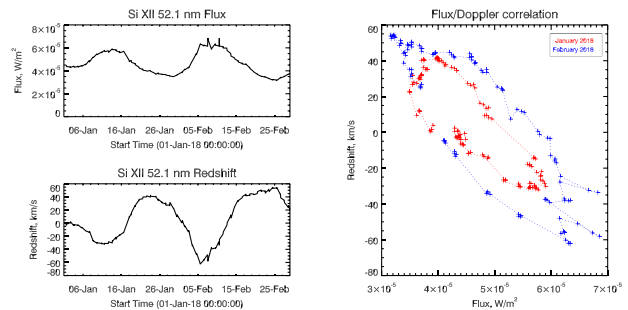 Si XII 52.1 nm Flux
Flux, W/m²
8×10⁻⁵
6×10⁻⁵
4×10⁻⁵
2×10⁻⁵
0
06-Jan 16-Jan 26-Jan 05-Feb 15-Feb 25-Feb
Start Time (01-Jan-18 00:00:00)
Si XII 52.1 nm Redshift
Redshift, km/s
60
40
20
0
-20
-40
-60
-80
06-Jan 16-Jan 26-Jan 05-Feb 15-Feb 25-Feb
Start Time (01-Jan-18 00:00:00)
Flux/Doppler correlation
January 2018
February 2018
Redshift, km/s
60
40
20
0
-20
-40
-60
-80
3×10⁻⁵ 4×10⁻⁵ 5×10⁻⁵ 6×10⁻⁵ 7×10⁻⁵
Flux, W/m²